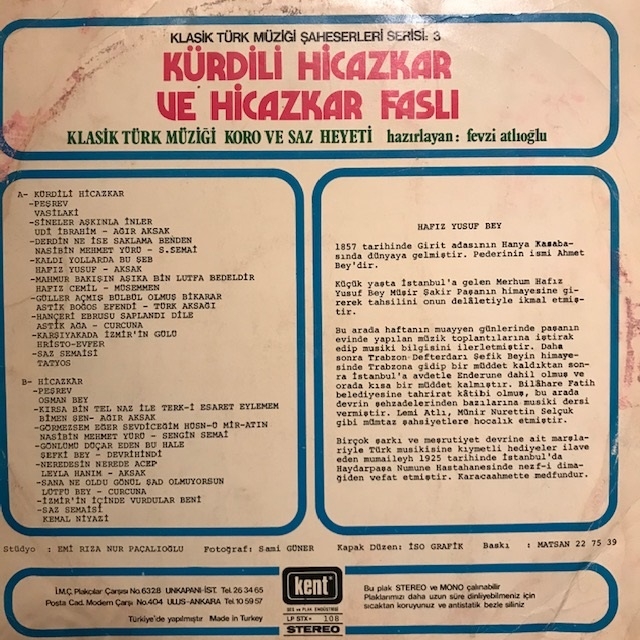 KLASİK TÜRK MÜZİĞİ ŞAHESERLERİ SERİSİ: 3
KÜRDİLİ HİCAZKAR
VE HİCAZKAR FASLI
KLASİK TÜRK MÜZİĞİ KORO VE SAZ HEYETİ hazırlayan: fevzi atlıoğlu
A- KÜRDİLİ HİCAZKAR
-PEŞREV
VASİLAKİ
-SİNELER AŞKINLA İNLER
UDİ İBRAHİM - AĞIR AKSAK
-DERDİN NE İSE SAKLAMA BENDEN
NASİBİN MEHMET YÜRÜ - S.SEMAİ
-KALDI YOLLARDA BU ŞEB
HAFIZ YUSUF - AKSAK
-MAHMUR BAKIŞIN AŞIKA BİN LUTFA BEDELDİR
HAFIZ CEMİL - MÜSEMMEN
-GÜLLER AÇMIŞ BÜLBÜL OLMUŞ BİKARAR
ASTİK BOĞOS EFENDİ - TÜRK AKSAĞI
-HANÇERİ EBRUSU SAPLANDI DİLE
ASTİK AĞA - CURCUNA
-KARŞIYAKADA İZMİR'İN GÜLÜ
HRİSTO-EVFER
-SAZ SEMAİSİ
TATYOS
B- HİCAZKAR
-PEŞREV
OSMAN BEY
-KIRSA BİN TEL NAZ İLE TERK-İ ESARET EYLEMEM
BİMEN ŞEN- AĞIR AKSAK
-GÖRMEZSEM EĞER SEVDİCEĞİM HÜSN-Ü MİR-ATIN
NASİBİN MEHMET YÜRÜ - SENGİN SEMAİ
-GÖNLÜMÜ DÜÇAR EDEN BU HALE
ŞEFKİ BEY - DEVRİHİNDİ
-NEREDESİN NEREDE ACEP
LEYLA HANIM - AKSAK
-SANA NE OLDU GÖNÜL ŞAD OLMUYORSUN
LÜTFÜ BEY - CURCUNA
-İZMİR'İN İÇİNDE VURDULAR BENİ
-SAZ SEMAİSİ
KEMAL NİYAZİ
HAFIZ YUSUF BEY
1857 tarihinde Girit adasının Hanya Kasaba-
sında dünyaya gelmiştir. Pederinin ismi Ahmet
Bey'dir.
Küçük yaşta İstanbul'a gelen Merhum Hafız
Yusuf Bey Müşir Şakir Paşanın himayesine gi-
rerek tahsilini onun delâletiyle ikmal etmiş-
tir.
Bu arada haftanın muayyen günlerinde paşanın
evinde yapılan müzik toplantılarına iştirak
edip musiki bilgisini ilerletmiştir. Daha
sonra Trabzon Defterdarı Şefik Beyin himaye-
sinde Trabzona gidip bir müddet kaldıktan son-
ra İstanbul'a avdetle Enderune dahil olmuş ve
orada kısa bir müddet kalmıştır. Bilâhare Fatih
belediyesine tahrirat kâtibi olmuş, bu arada
devrin şehzadelerinden bazılarına musiki dersi
vermiştir. Lemi Atlı, Münir Nurettin Selçuk
gibi mümtaz şahsiyetlere hocalık etmiştir.
Birçok şarkı ve meşrutiyet devrine ait marşla-
riyle Türk musikisine kıymetli hediyeler ilave
eden mumaileyh 1925 tarihinde İstanbul'da
Haydarpaşa Numune Hastahanesinde nezf-i dima-
ğiden vefat etmiştir. Karacaahmette medfundur.
Stüdyo : EMİ RIZA NUR PAÇALIOĞLU Fotoğraf: Sami GÜNER Kapak Düzen: İSO GRAFİK Baskı : MATSAN 22 75 39
İ.M.Ç. Plakcılar Çarşısı No. 6328 UNKAPANI-İST. Tel. 26 34 65
Posta Cad. Modern Çarşı No. 404 ULUS-ANKARA Tel. 10 59 57
Türkiye'de yapılmıştır Made in Turkey
kent
SES ve PLAK ENDÜSTRİSİ
LP STX+ 108
STEREO
Bu plak STEREO ve MONO çalınabilir
Plaklarımızı daha uzun süre dinliyebilmeniz için
sıcaktan koruyunuz ve antistatik bezle siliniz